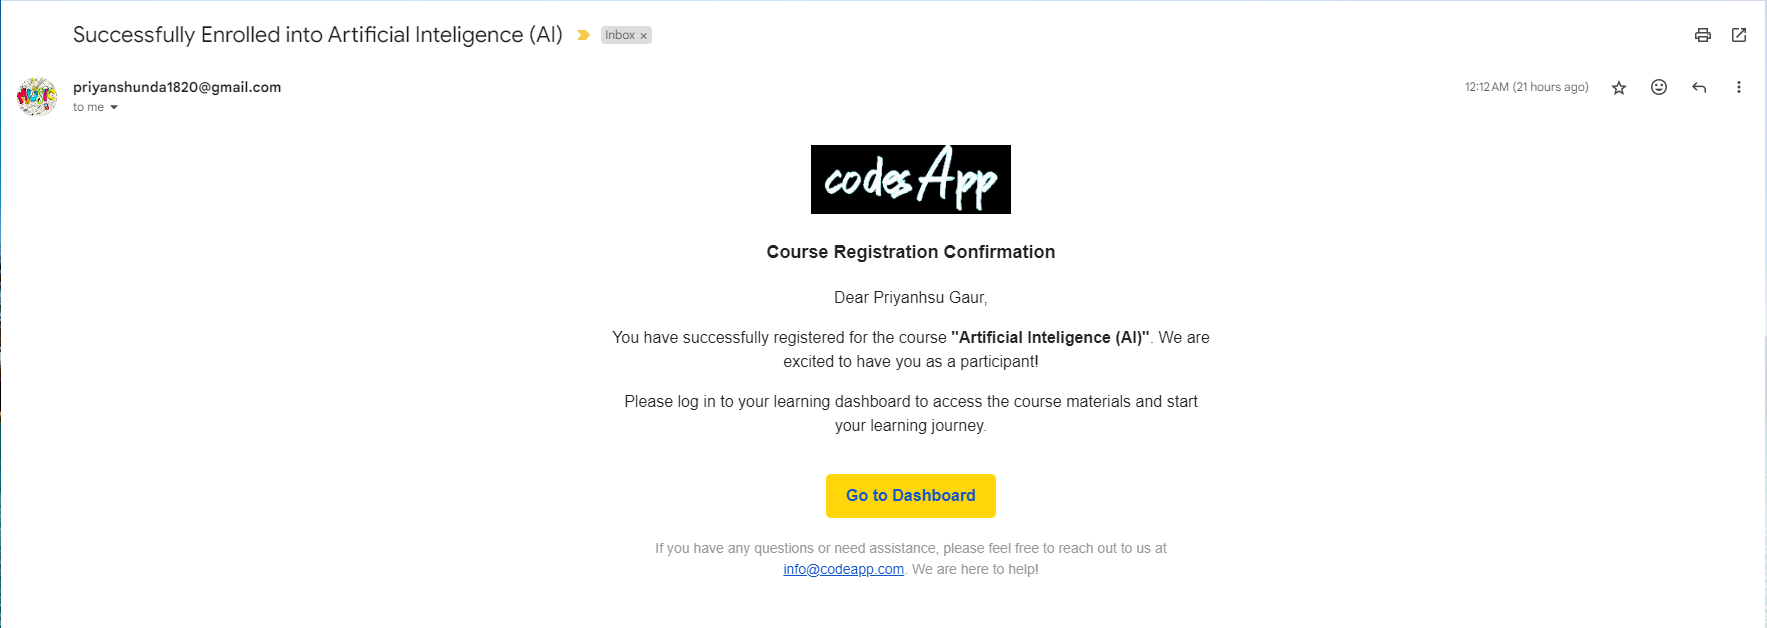 Successfully Enrolled into Artificial Inteligence (AI) Inbox x
priyanshunda1820@gmail.com 12:12 AM (21 hours ago)
to me
codesApp
Course Registration Confirmation
Dear Priyanhsu Gaur,
You have successfully registered for the course "Artificial Inteligence (AI)". We are
excited to have you as a participant!
Please log in to your learning dashboard to access the course materials and start
your learning journey.
Go to Dashboard
If you have any questions or need assistance, please feel free to reach out to us at
info@codeapp.com. We are here to help!